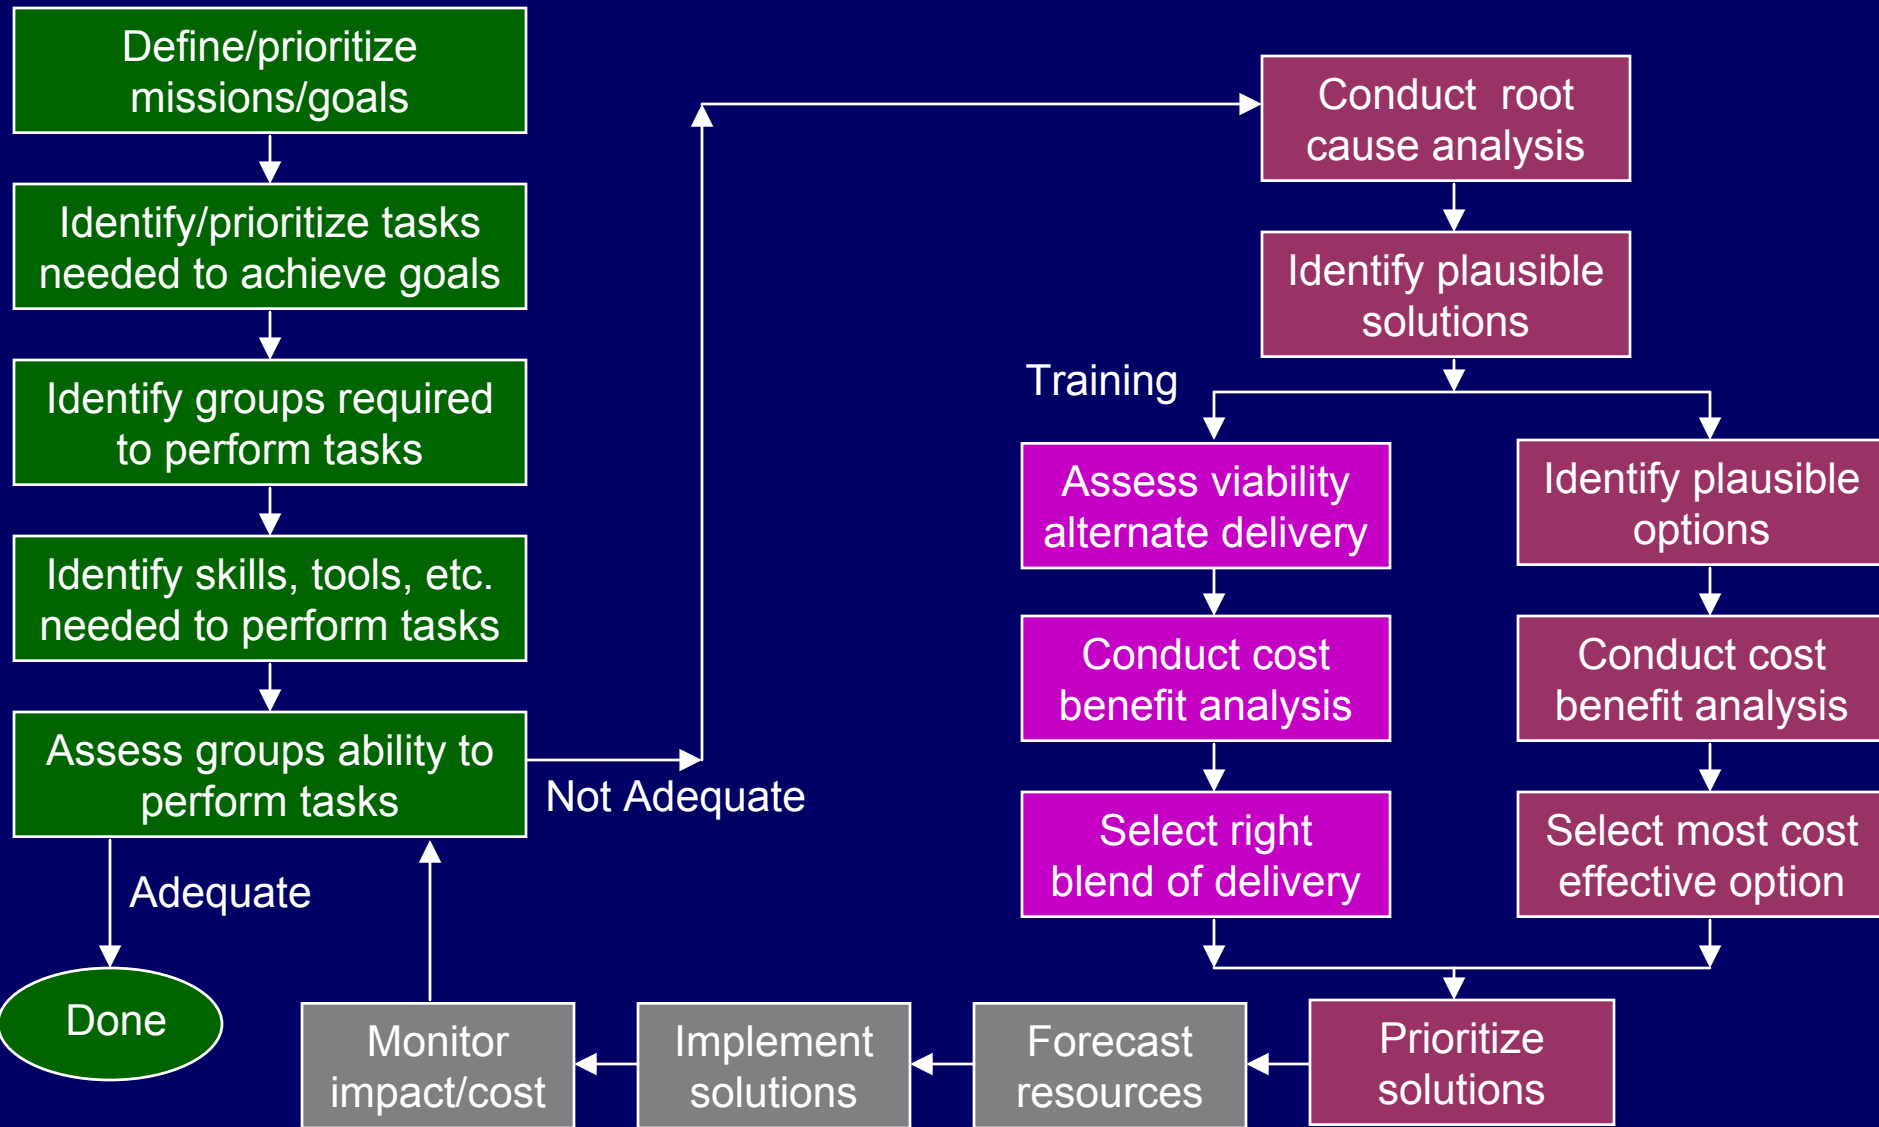 Define/prioritize
missions/goals
Identify/prioritize tasks
needed to achieve goals
Identify groups required
to perform tasks
Identify skills, tools, etc.
needed to perform tasks
Assess groups ability to
perform tasks
Not Adequate
Adequate
Done
Conduct root
cause analysis
Identify plausible
solutions
Training
Assess viability
alternate delivery
Conduct cost
benefit analysis
Select right
blend of delivery
Identify plausible
options
Conduct cost
benefit analysis
Select most cost
effective option
Prioritize
solutions
Forecast
resources
Implement
solutions
Monitor
impact/cost